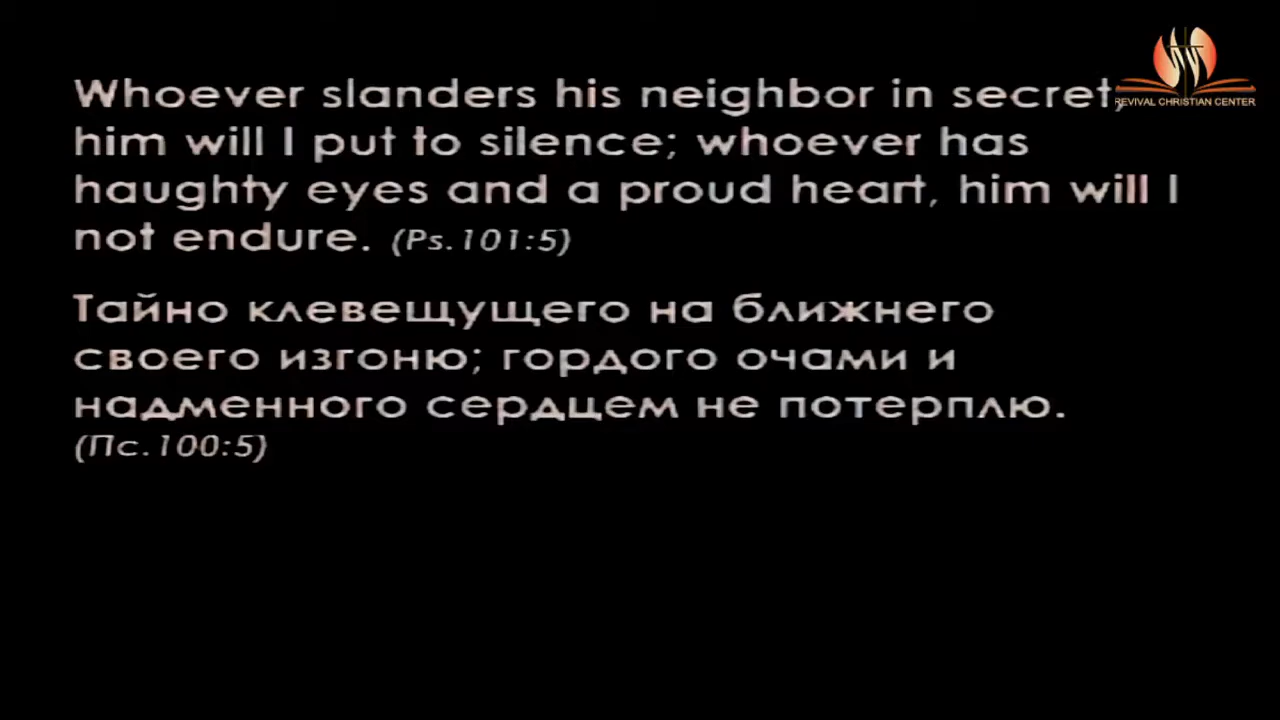 Whoever slanders his neighbor in secret,
REVIVAL CHRISTIAN CENTER
him will I put to silence; whoever has
haughty eyes and a proud heart, him will I
not endure. (Ps.101:5)
Тайно клевещущего на ближнего
своего изгоню; гордого очами и
надменного сердцем не потерплю.
(Пс.100:5)